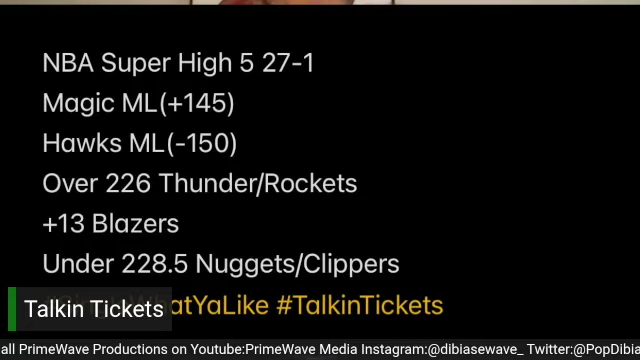 NBA Super High 5 27-1
Magic ML(+145)
Hawks ML(-150)
Over 226 Thunder/Rockets
+13 Blazers
Under 228.5 Nuggets/Clippers
atYaLike #TalkinTickets
Talkin Tickets
all PrimeWave Productions on Youtube:PrimeWave Media Instagram:@dibiasewave_ Twitter:@PopDibia